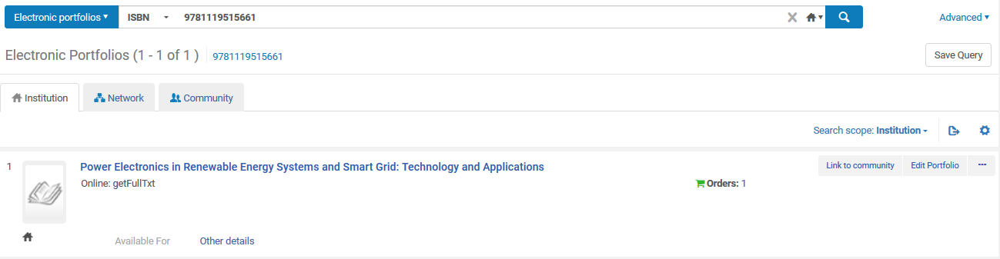 Electronic portfolios ISBN 9781119515661 Advanced
Electronic Portfolios (1 - 1 of 1 ) 9781119515661 Save Query
Institution Network Community
Search scope: Institution
1 Power Electronics in Renewable Energy Systems and Smart Grid: Technology and Applications Link to community Edit Portfolio
Online: getFullTxt Orders: 1
Available For Other details